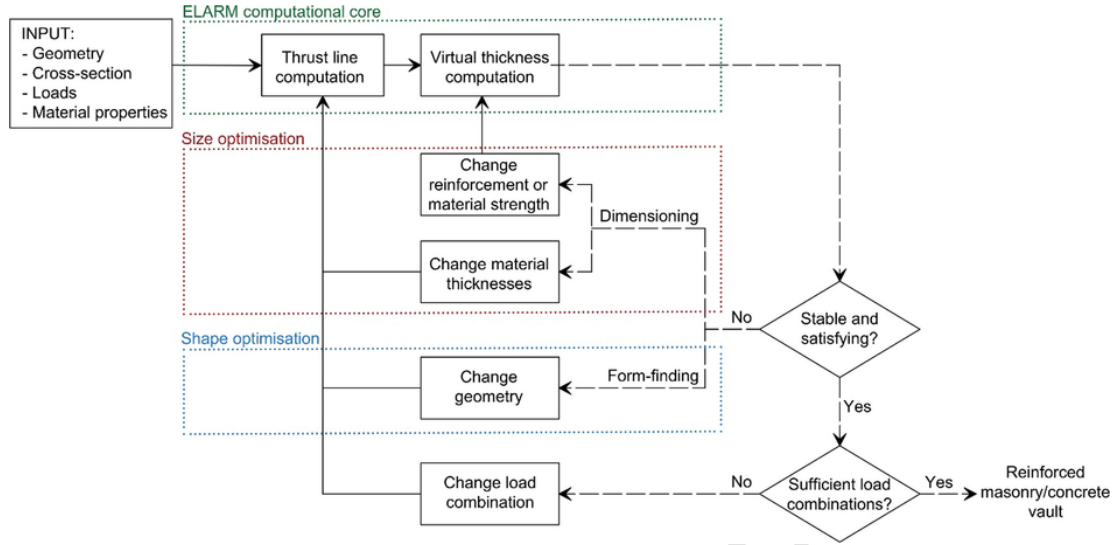 ELARM computational core
INPUT:
- Geometry
- Cross-section
- Loads
- Material properties
Thrust line
computation
Virtual thickness
computation
Size optimisation
Change
reinforcement or
material strength
Dimensioning
Change material
thicknesses
No
Stable and
satisfying?
Shape optimisation
Change
geometry
Form-finding
Yes
Change load
combination
No
Sufficient load
combinations?
Yes
Reinforced
masonry/concrete
vault